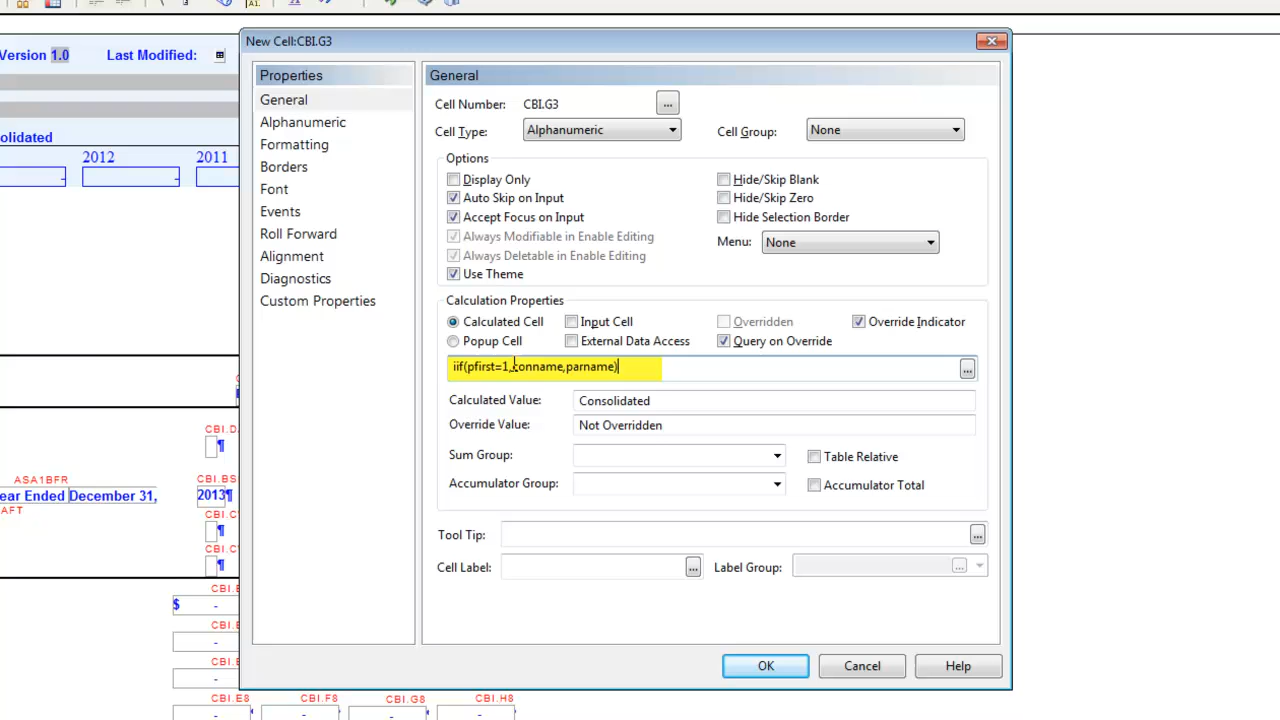 New Cell:CBI.G3
Version 1.0 Last Modified:
Properties
General
Alphanumeric
Formatting
Borders
Font
Events
Roll Forward
Alignment
Diagnostics
Custom Properties
General
Cell Number: CBI.G3 ...
Cell Type: Alphanumeric Cell Group: None
Options
Display Only Hide/Skip Blank
Auto Skip on Input Hide/Skip Zero
Accept Focus on Input Hide Selection Border
Always Modifiable in Enable Editing Menu: None
Always Deletable in Enable Editing
Use Theme
Calculation Properties
Calculated Cell Input Cell Overridden Override Indicator
Popup Cell External Data Access Query on Override
iif(pfirst=1,conname,parname) ...
Calculated Value: Consolidated
Override Value: Not Overridden
Sum Group: Table Relative
Accumulator Group: Accumulator Total
Tool Tip: ...
Cell Label: ... Label Group: ...
OK Cancel Help
olidated
2012 2011
- -
ASA1BFR CBI.BS
ear Ended December 31, 2013¶
AFT
¶
¶
¶
$ -
-
-
CBI.E8 CBI.F8 CBI.G8 CBI.H8
- - - -